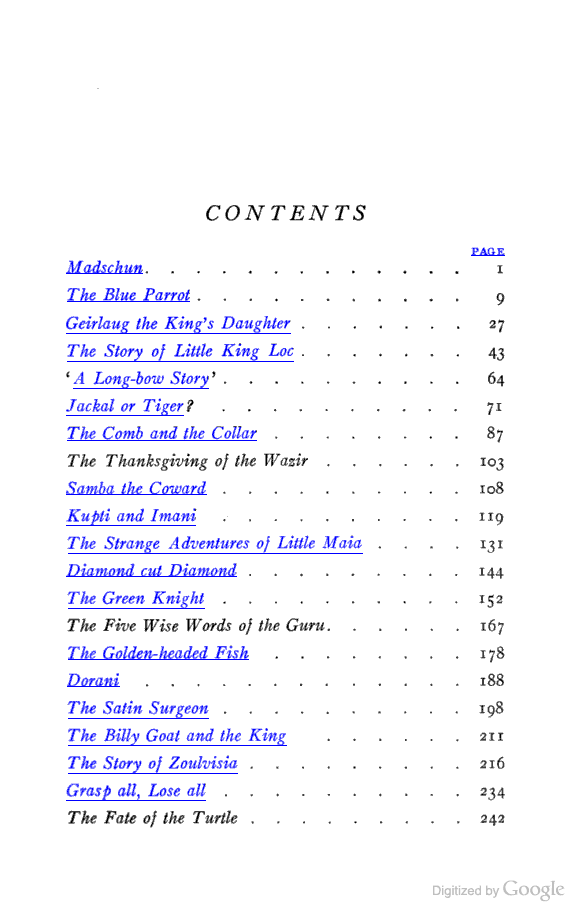 CONTENTS
PAGE
Madschun . . . . . . . . . . . . . 1
The Blue Parrot . . . . . . . . . . . 9
Geirlaug the King's Daughter . . . . . . . 27
The Story of Little King Loc . . . . . . . 43
‘A Long-bow Story’ . . . . . . . . . . 64
Jackal or Tiger? . . . . . . . . . . 71
The Comb and the Collar . . . . . . . . 87
The Thanksgiving of the Wazir . . . . . . 103
Samba the Coward . . . . . . . . . . 108
Kupti and Imani . . . . . . . . . . 119
The Strange Adventures of Little Maia . . . . 131
Diamond cut Diamond . . . . . . . . . 144
The Green Knight . . . . . . . . . . 152
The Five Wise Words of the Guru . . . . . . 167
The Golden-headed Fish . . . . . . . . 178
Dorani . . . . . . . . . . . . . 188
The Satin Surgeon . . . . . . . . . . 198
The Billy Goat and the King . . . . . . 211
The Story of Zoulvisia . . . . . . . . . 216
Grasp all, Lose all . . . . . . . . . . 234
The Fate of the Turtle . . . . . . . . . 242
Digitized by Google